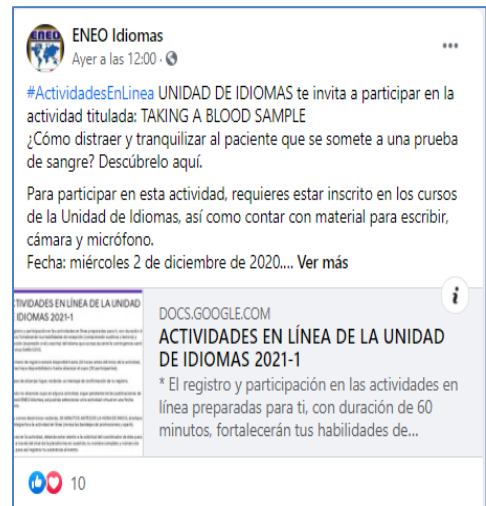 ENEO
ENEO Idiomas
Ayer a las 12:00 ·
#ActividadesEnLinea UNIDAD DE IDIOMAS te invita a participar en la
actividad titulada: TAKING A BLOOD SAMPLE
¿Cómo distraer y tranquilizar al paciente que se somete a una prueba
de sangre? Descúbrelo aquí.
Para participar en esta actividad, requieres estar inscrito en los cursos
de la Unidad de Idiomas, así como contar con material para escribir,
cámara y micrófono.
Fecha: miércoles 2 de diciembre de 2020.... Ver más
TIVIDADES EN LÍNEA DE LA UNIDAD
IDIOMAS 2021-1
DOCS.GOOGLE.COM
ACTIVIDADES EN LÍNEA DE LA UNIDAD
DE IDIOMAS 2021-1
* El registro y participación en las actividades en
línea preparadas para ti, con duración de 60
minutos, fortalecerán tus habilidades de...
10